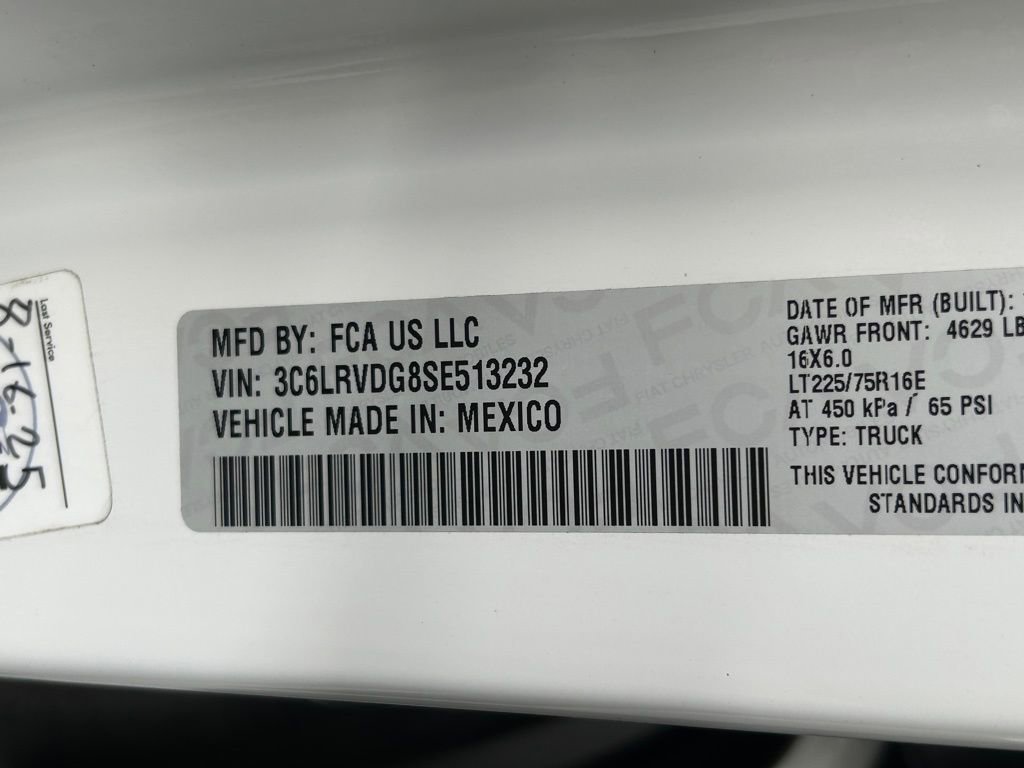 MFD BY: FCA US LLC
VIN: 3C6LRVDG8SE513232
VEHICLE MADE IN: MEXICO
DATE OF MFR (BUILT):
GAWR FRONT: 4629 LB
16X6.0
LT225/75R16E
AT 450 kPa / 65 PSI
TYPE: TRUCK
THIS VEHICLE CONFOR
STANDARDS IN
Last Service
8-16-25